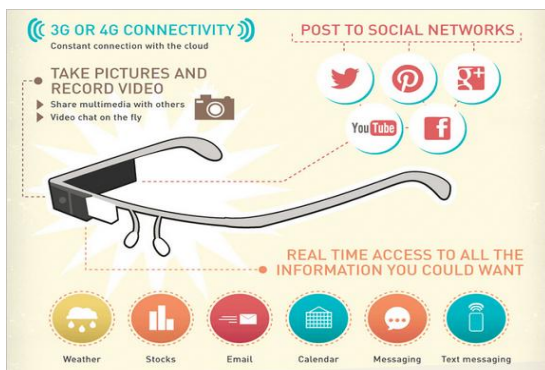 3G OR 4G CONNECTIVITY
Constant connection with the cloud
TAKE PICTURES AND
RECORD VIDEO
Share multimedia with others
Video chat on the fly
POST TO SOCIAL NETWORKS
g+
You Tube
f
REAL TIME ACCESS TO ALL THE
INFORMATION YOU COULD WANT
Weather
Stocks
Email
Calendar
Messaging
Text messaging